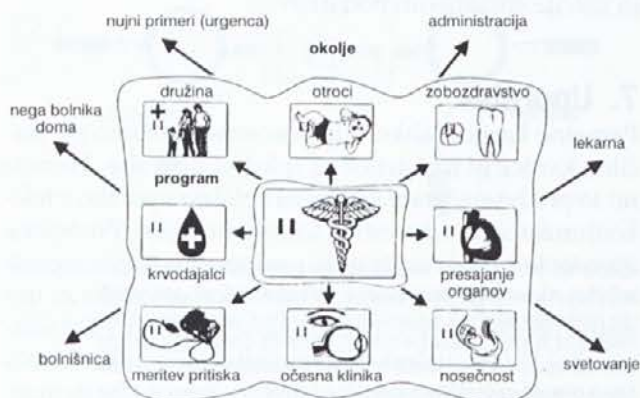 nujni primeri (urgenca)
administracija
okolje
družina
otroci
zobozdravstvo
nega bolnika
doma
lekarna
program
krvodajalci
presajanje
organov
bolnišnica
meritev pritiska
očesna klinika
nosečnost
svetovanje